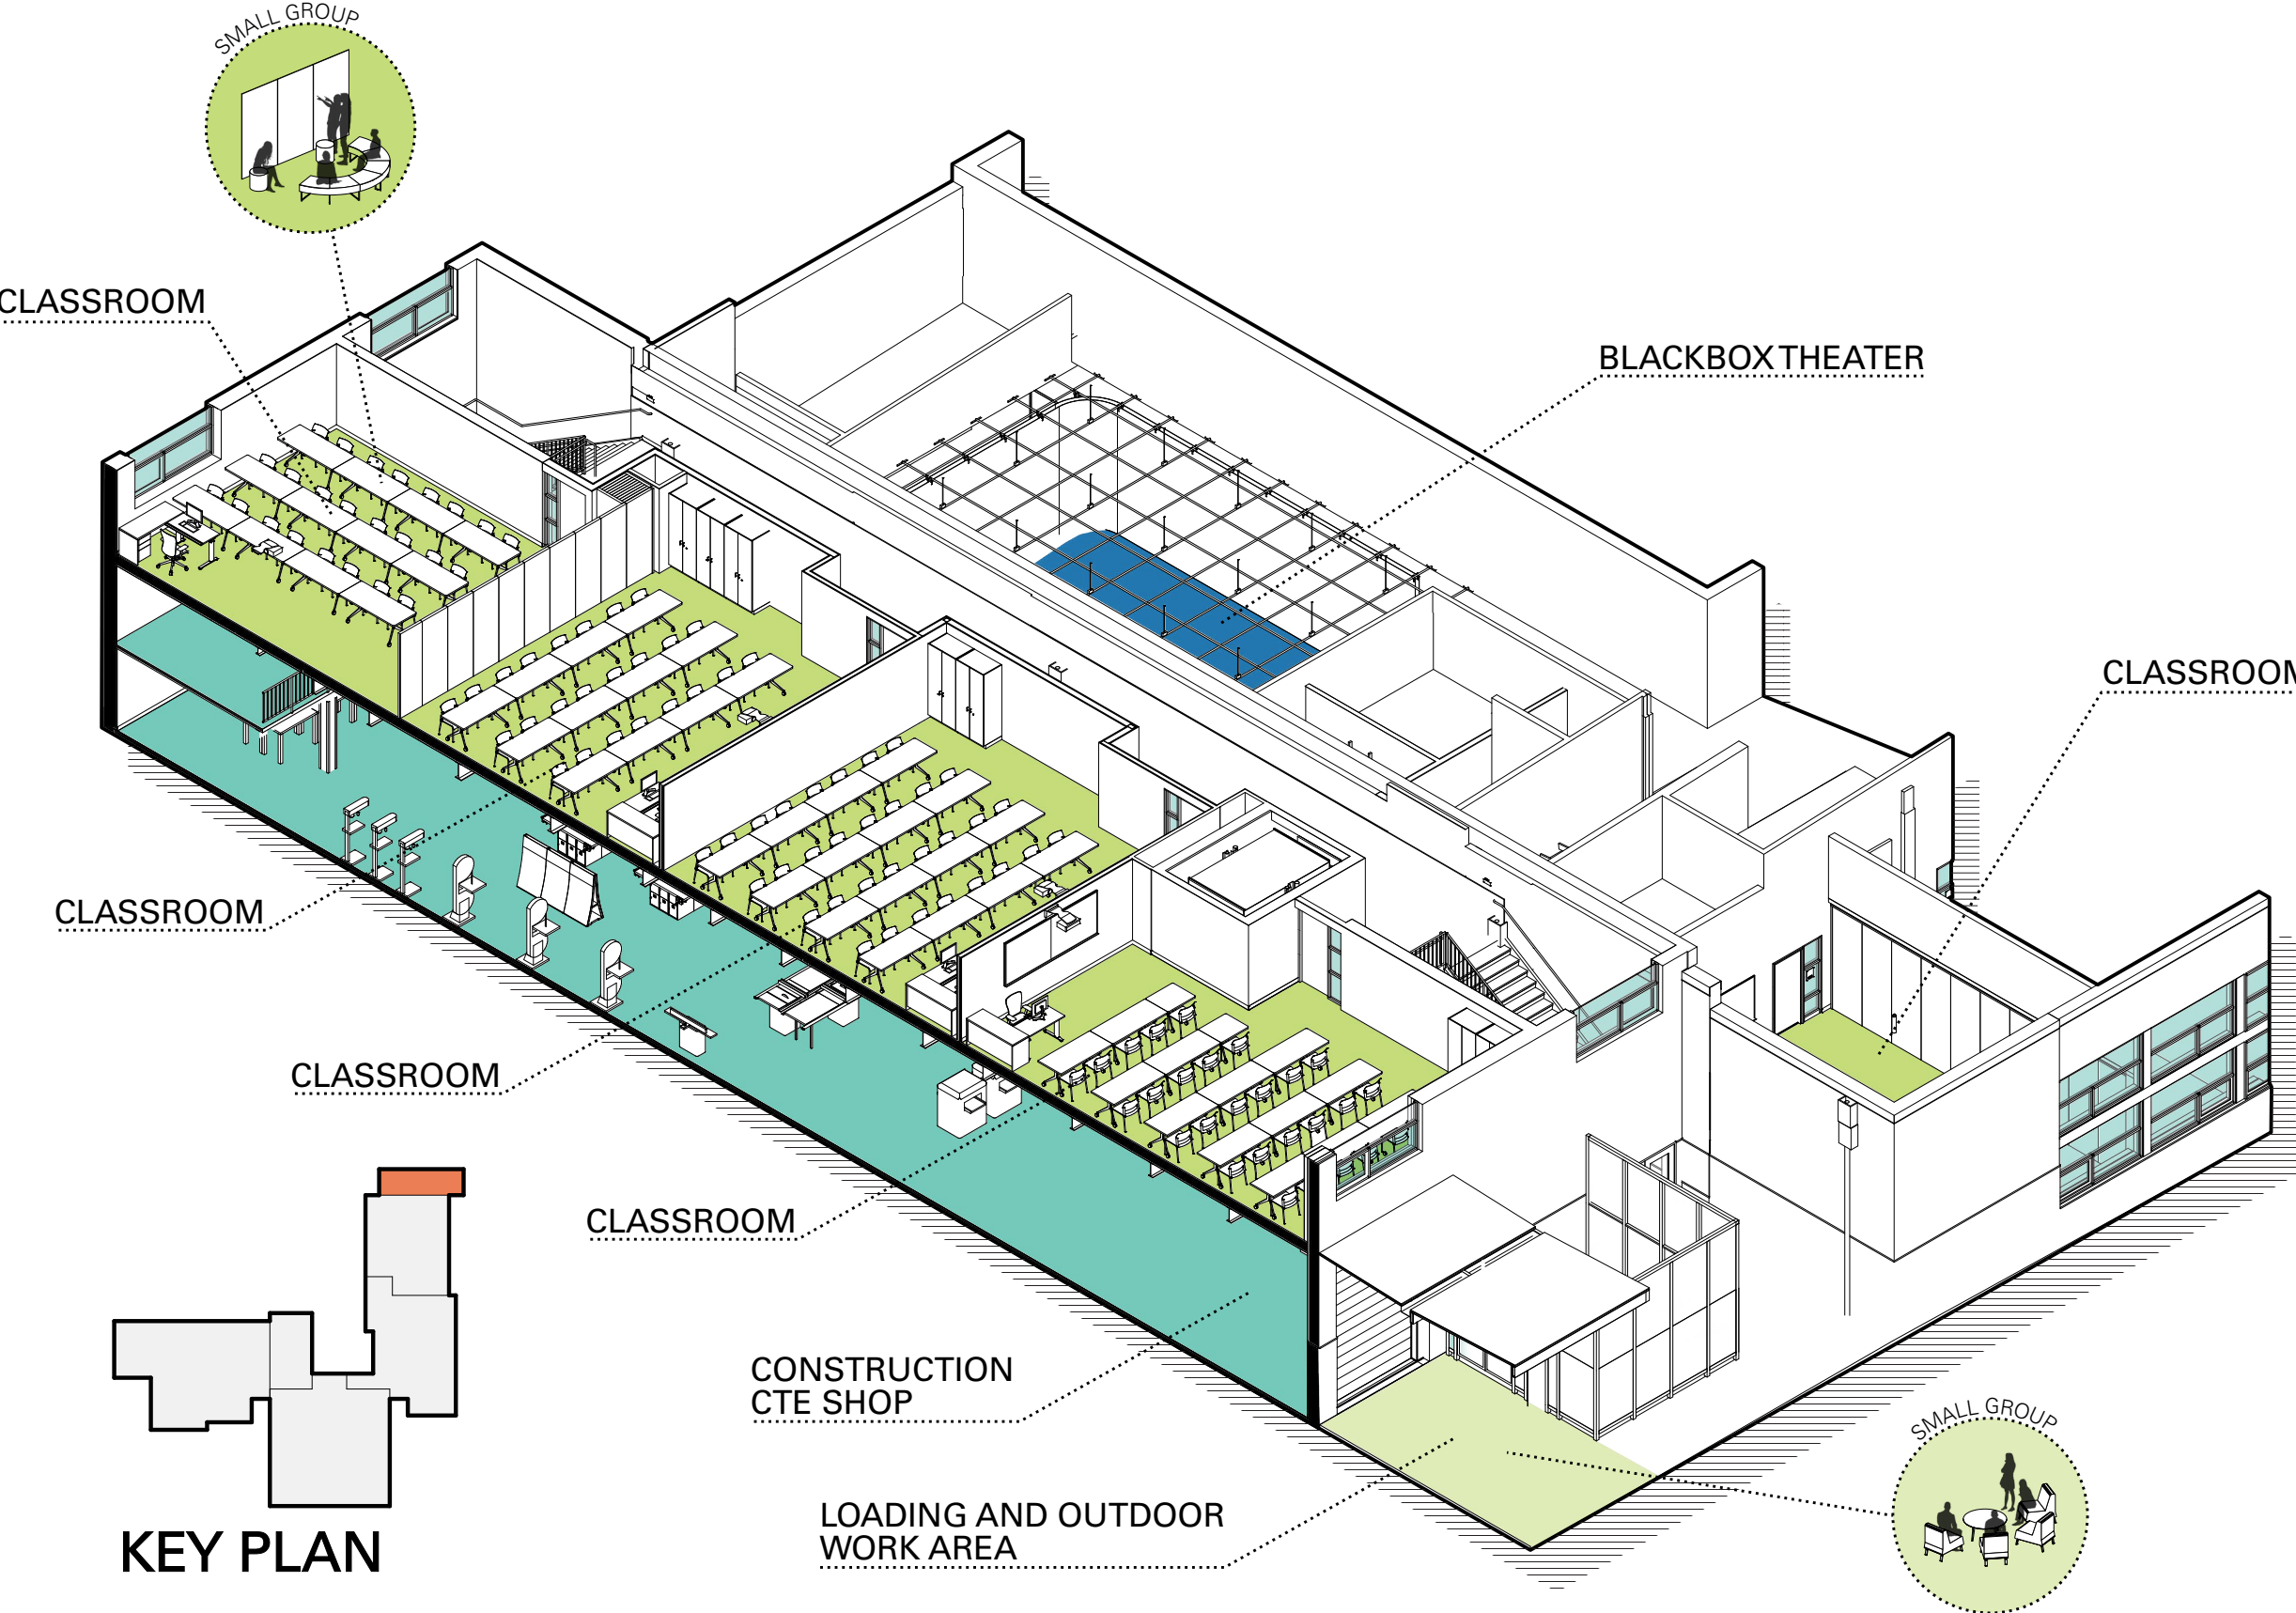 SMALL GROUP
CLASSROOM
BLACKBOX THEATER
CLASSROOM
CLASSROOM
CLASSROOM
CLASSROOM
CONSTRUCTION
CTE SHOP
LOADING AND OUTDOOR
WORK AREA
SMALL GROUP
KEY PLAN